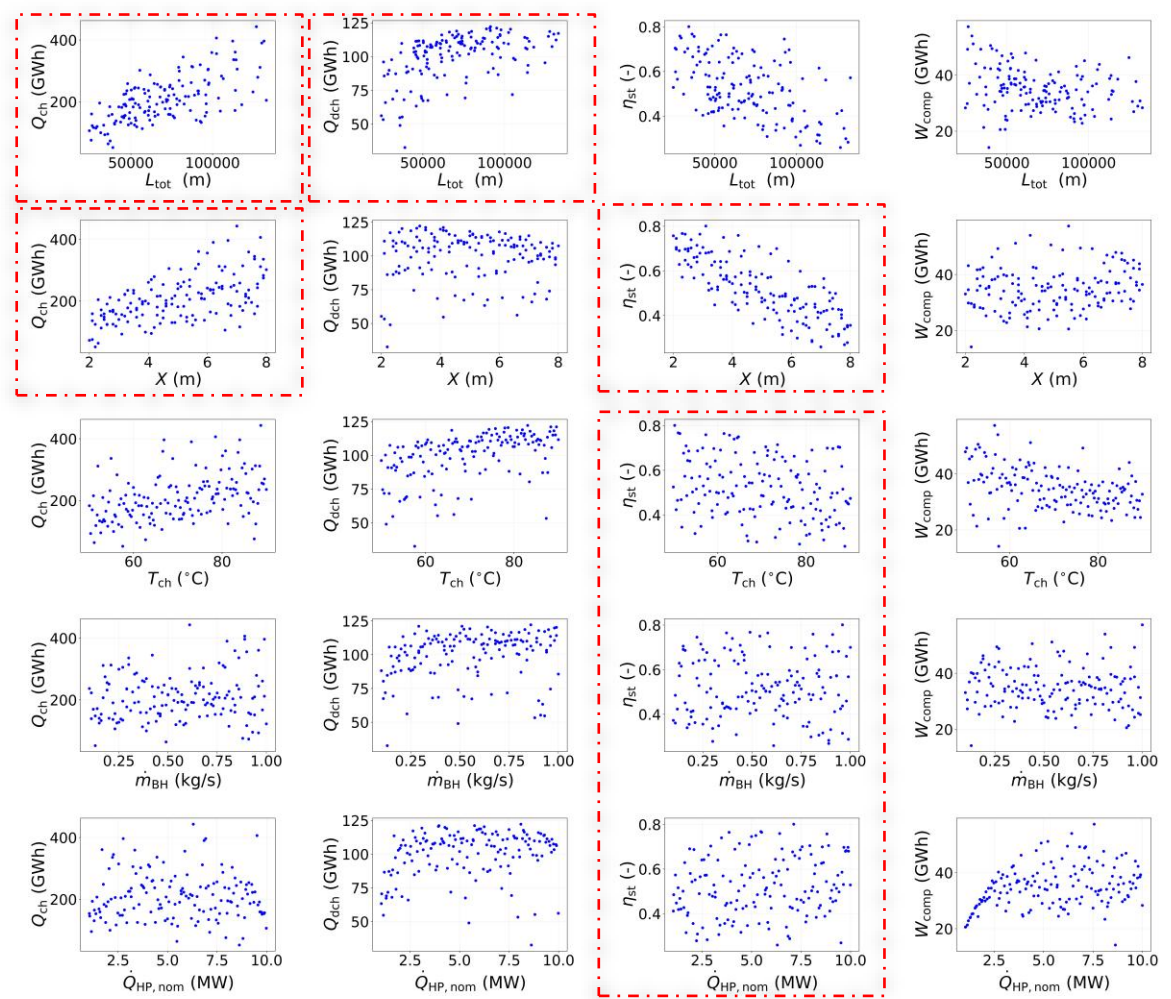 Q_ch (GWh) 400 200 50000 100000 L_tot (m)
Q_dch (GWh) 125 100 75 50 50000 100000 L_tot (m)
η_st (-) 0.8 0.6 0.4 50000 100000 L_tot (m)
W_comp (GWh) 40 20 50000 100000 L_tot (m)
Q_ch (GWh) 400 200 2 4 6 8 X (m)
Q_dch (GWh) 125 100 75 50 2 4 6 8 X (m)
η_st (-) 0.8 0.6 0.4 2 4 6 8 X (m)
W_comp (GWh) 40 20 2 4 6 8 X (m)
Q_ch (GWh) 400 200 60 80 T_ch (°C)
Q_dch (GWh) 125 100 75 50 60 80 T_ch (°C)
η_st (-) 0.8 0.6 0.4 60 80 T_ch (°C)
W_comp (GWh) 40 20 60 80 T_ch (°C)
Q_ch (GWh) 400 200 0.25 0.50 0.75 1.00 ṁ_BH (kg/s)
Q_dch (GWh) 125 100 75 50 0.25 0.50 0.75 1.00 ṁ_BH (kg/s)
η_st (-) 0.8 0.6 0.4 0.25 0.50 0.75 1.00 ṁ_BH (kg/s)
W_comp (GWh) 40 20 0.25 0.50 0.75 1.00 ṁ_BH (kg/s)
Q_ch (GWh) 400 200 2.5 5.0 7.5 10.0 Q̇_HP, nom (MW)
Q_dch (GWh) 125 100 75 50 2.5 5.0 7.5 10.0 Q̇_HP, nom (MW)
η_st (-) 0.8 0.6 0.4 2.5 5.0 7.5 10.0 Q̇_HP, nom (MW)
W_comp (GWh) 40 20 2.5 5.0 7.5 10.0 Q̇_HP, nom (MW)